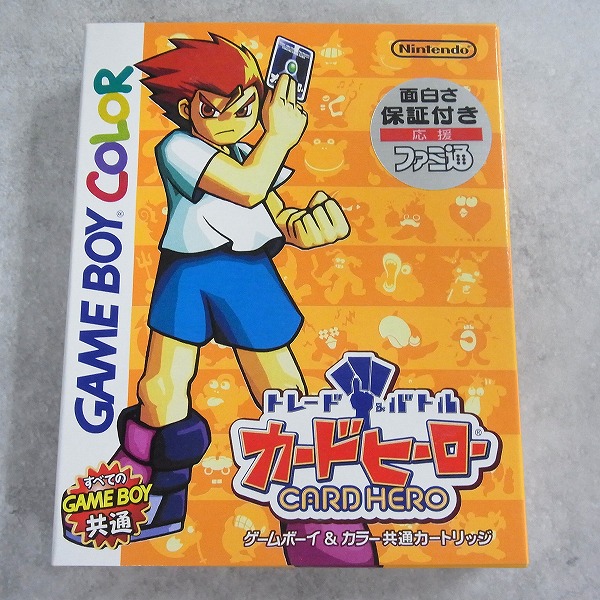 GAME BOY COLOR
Nintendo®
面白さ
保証付き
応援
ファミ通
トレード&バトル
カードヒーロー®
CARD HERO
すべての
GAME BOY
共通
ゲームボーイ & カラー共通カートリッジ